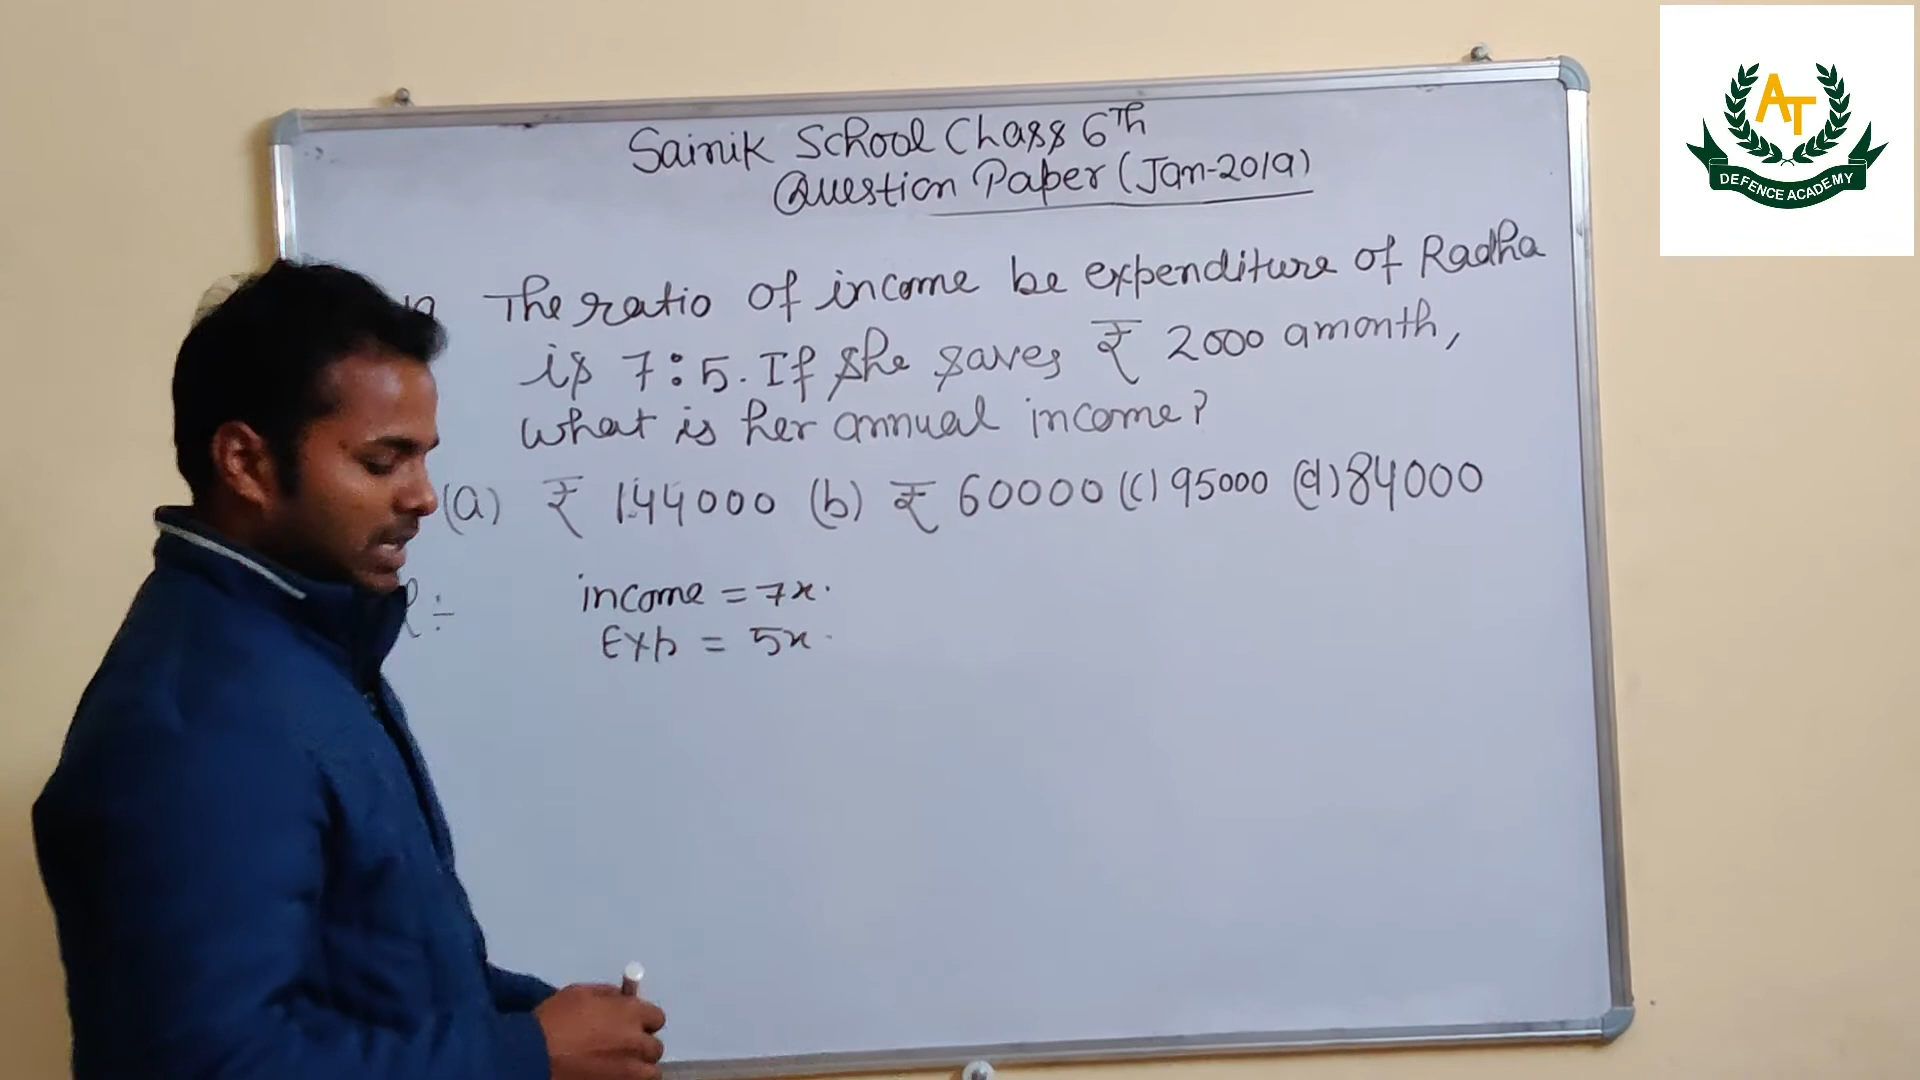 Sainik School Class 6th
Question Paper (Jan-2019)
The ratio of income be expenditure of Radha
is 7:5. If she saves ₹ 2000 a month,
what is her annual income?
(a) ₹ 144000 (b) ₹ 60000 (c) 95000 (d) 84000
income = 7x.
Exp = 5x.
AT
DEFENCE ACADEMY